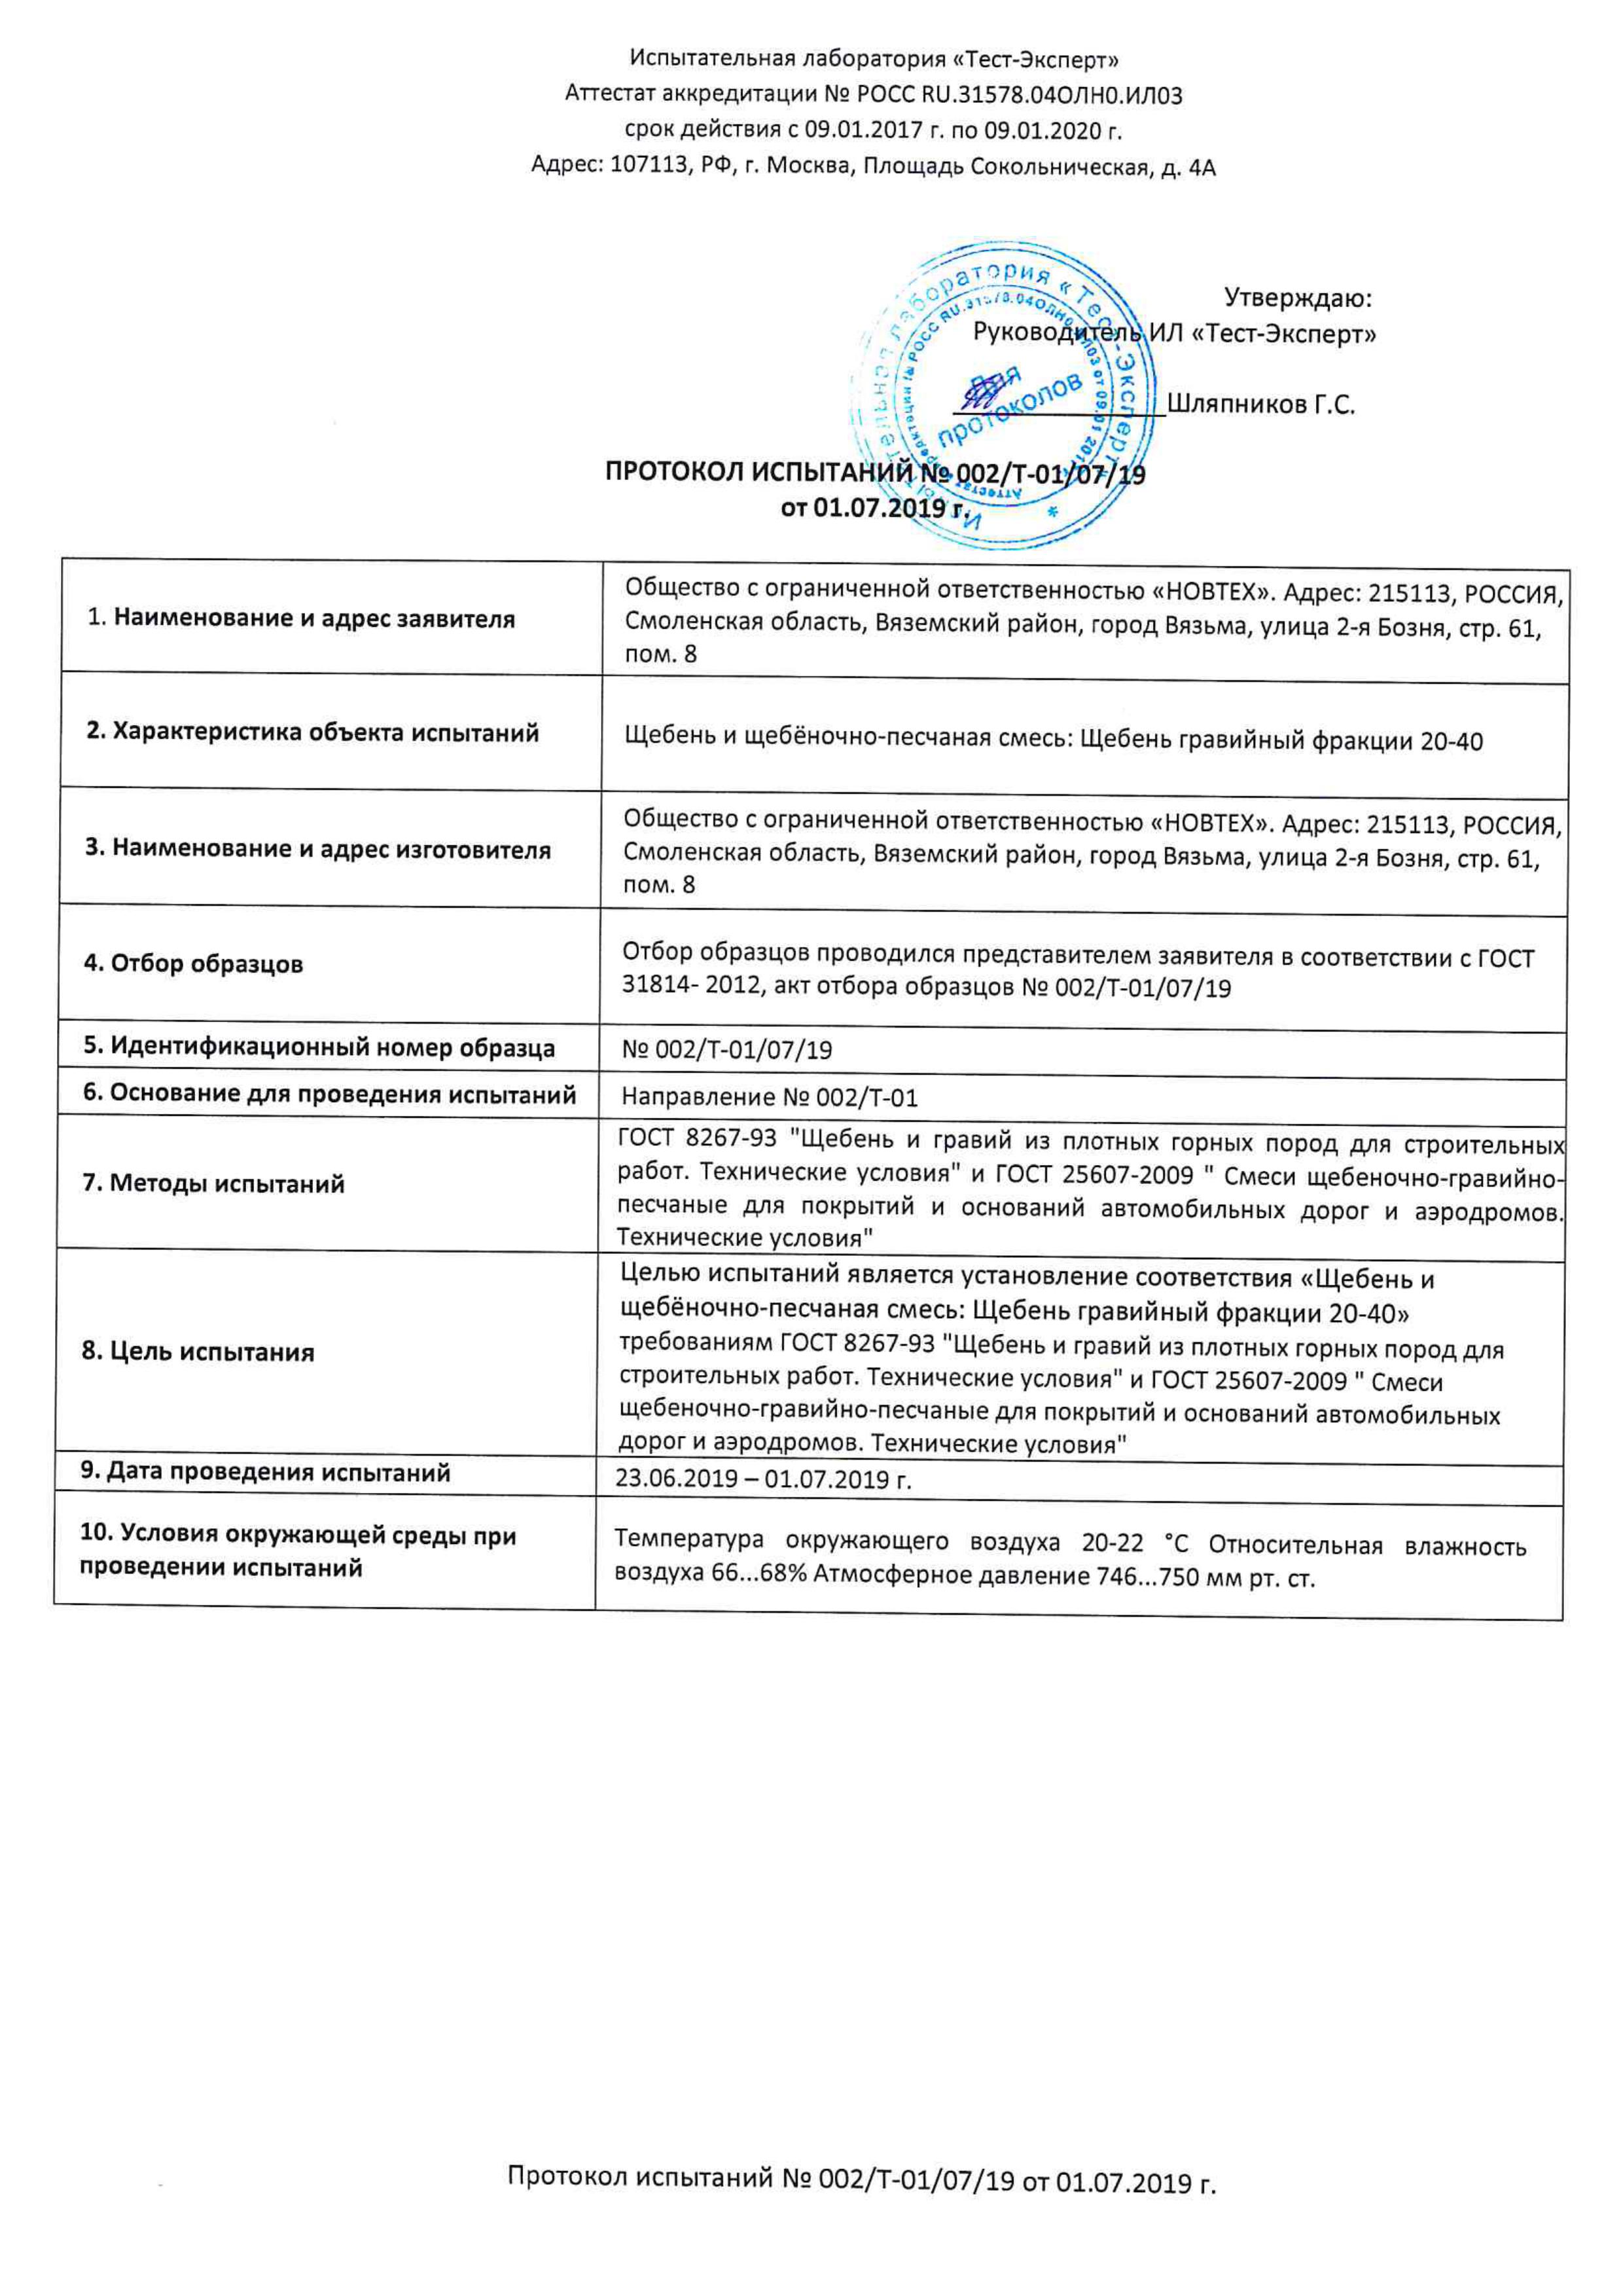 Испытательная лаборатория «Тест-Эксперт»
Аттестат аккредитации № РОСС RU.31578.04ОЛН0.ИЛ03
срок действия с 09.01.2017 г. по 09.01.2020 г.
Адрес: 107113, РФ, г. Москва, Площадь Сокольническая, д. 4А
Утверждаю:
Руководитель ИЛ «Тест-Эксперт»
Шляпников Г.С.
Испытательная лаборатория «Тест-Эксперт» *
Аттестат аккредитации № РОСС RU.31578.04ОЛН0.ИЛ03 от 09.01.2017
Для
протоколов
ПРОТОКОЛ ИСПЫТАНИЙ № 002/Т-01/07/19
от 01.07.2019 г.
1. Наименование и адрес заявителя
Общество с ограниченной ответственностью «НОВТЕХ». Адрес: 215113, РОССИЯ,
Смоленская область, Вяземский район, город Вязьма, улица 2-я Бозня, стр. 61,
пом. 8
2. Характеристика объекта испытаний
Щебень и щебёночно-песчаная смесь: Щебень гравийный фракции 20-40
3. Наименование и адрес изготовителя
Общество с ограниченной ответственностью «НОВТЕХ». Адрес: 215113, РОССИЯ,
Смоленская область, Вяземский район, город Вязьма, улица 2-я Бозня, стр. 61,
пом. 8
4. Отбор образцов
Отбор образцов проводился представителем заявителя в соответствии с ГОСТ
31814- 2012, акт отбора образцов № 002/Т-01/07/19
5. Идентификационный номер образца
№ 002/Т-01/07/19
6. Основание для проведения испытаний
Направление № 002/Т-01
7. Методы испытаний
ГОСТ 8267-93 "Щебень и гравий из плотных горных пород для строительных
работ. Технические условия" и ГОСТ 25607-2009 " Смеси щебеночно-гравийно-
песчаные для покрытий и оснований автомобильных дорог и аэродромов.
Технические условия"
8. Цель испытания
Целью испытаний является установление соответствия «Щебень и
щебёночно-песчаная смесь: Щебень гравийный фракции 20-40»
требованиям ГОСТ 8267-93 "Щебень и гравий из плотных горных пород для
строительных работ. Технические условия" и ГОСТ 25607-2009 " Смеси
щебеночно-гравийно-песчаные для покрытий и оснований автомобильных
дорог и аэродромов. Технические условия"
9. Дата проведения испытаний
23.06.2019 – 01.07.2019 г.
10. Условия окружающей среды при
проведении испытаний
Температура окружающего воздуха 20-22 °С Относительная влажность
воздуха 66...68% Атмосферное давление 746...750 мм рт. ст.
Протокол испытаний № 002/Т-01/07/19 от 01.07.2019 г.